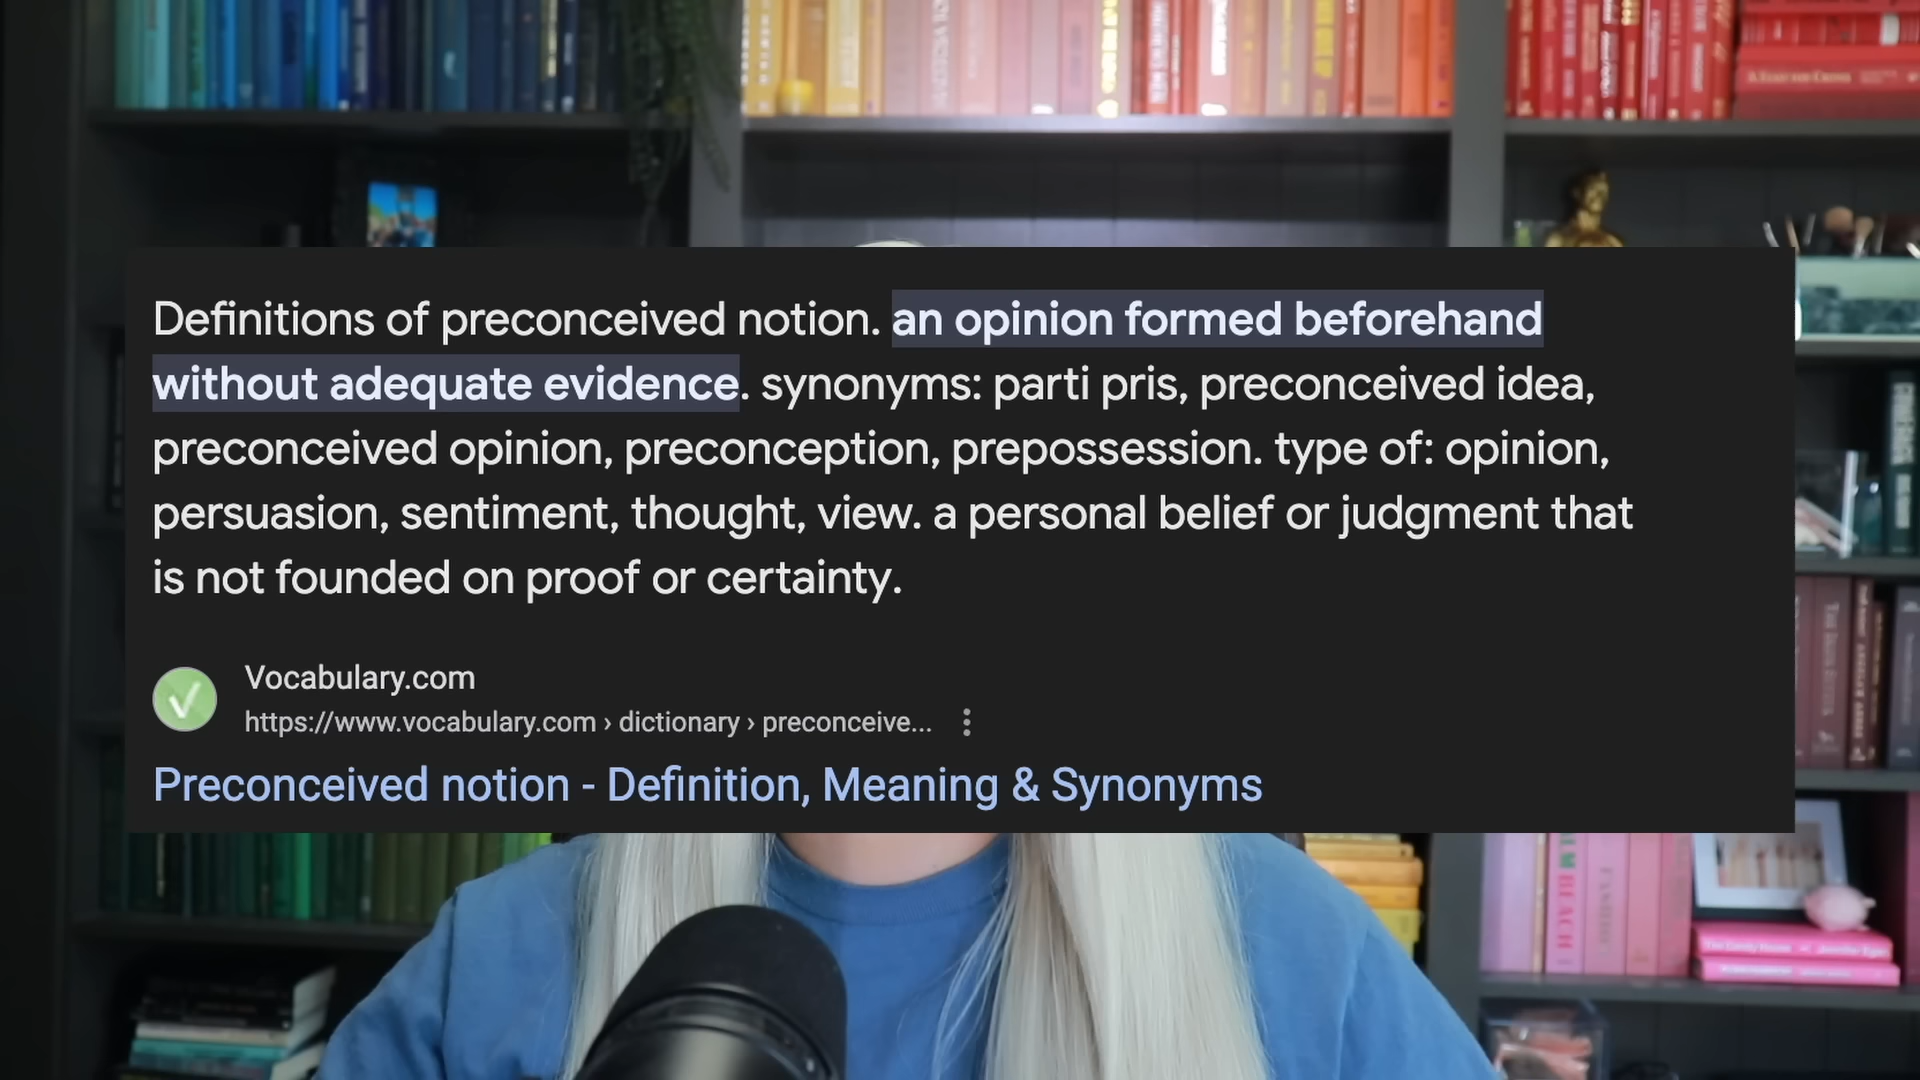 Definitions of preconceived notion. an opinion formed beforehand
without adequate evidence. synonyms: parti pris, preconceived idea,
preconceived opinion, preconception, prepossession. type of: opinion,
persuasion, sentiment, thought, view. a personal belief or judgment that
is not founded on proof or certainty.
Vocabulary.com
https://www.vocabulary.com › dictionary › preconceive...
Preconceived notion - Definition, Meaning & Synonyms
BEACH